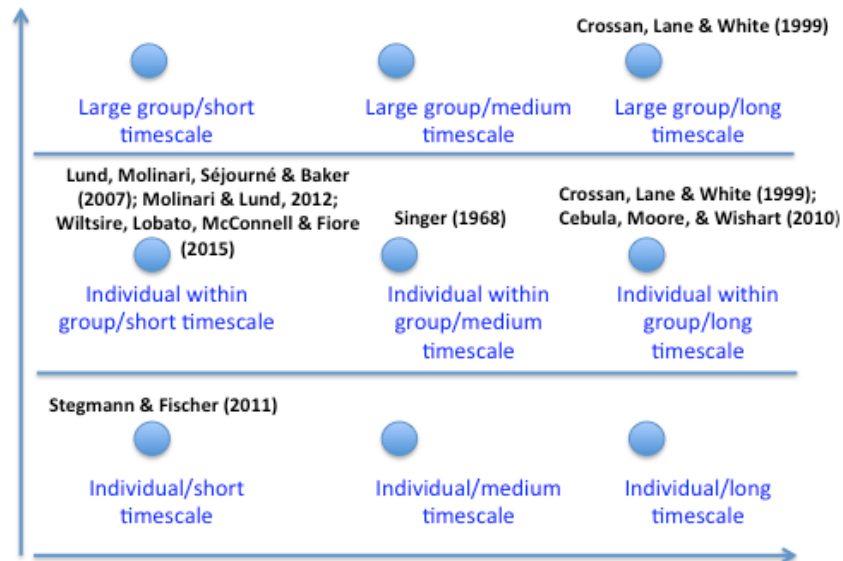 Crossan, Lane & White (1999)
Large group/short
timescale
Large group/medium
timescale
Large group/long
timescale
Lund, Molinari, Séjourné & Baker
(2007); Molinari & Lund, 2012;
Wiltsire, Lobato, McConnell & Fiore
(2015)
Singer (1968)
Crossan, Lane & White (1999);
Cebula, Moore, & Wishart (2010)
Individual within
group/short timescale
Individual within
group/medium
timescale
Individual within
group/long
timescale
Stegmann & Fischer (2011)
Individual/short
timescale
Individual/medium
timescale
Individual/long
timescale